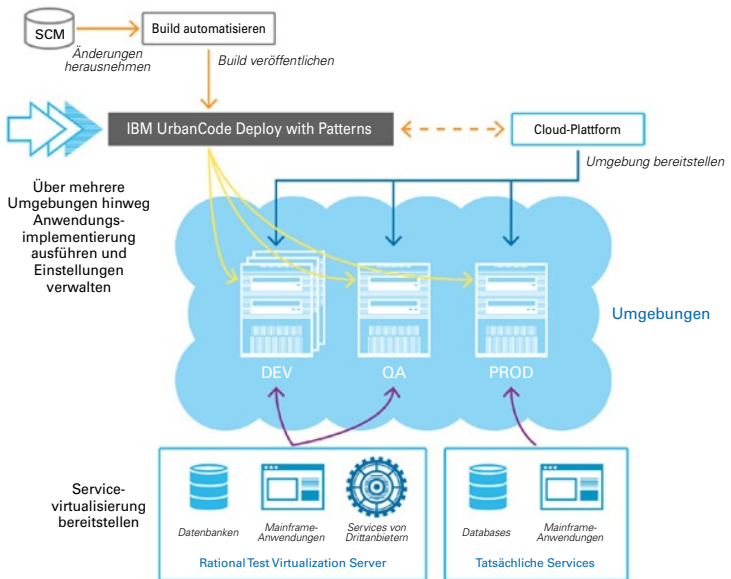 SCM
Build automatisieren
Änderungen
herausnehmen
Build veröffentlichen
IBM UrbanCode Deploy with Patterns
Cloud-Plattform
Umgebung bereitstellen
Über mehrere
Umgebungen hinweg
Anwendungs-
implementierung
ausführen und
Einstellungen
verwalten
Umgebungen
DEV
QA
PROD
Service-
virtualisierung
bereitstellen
Datenbanken
Mainframe-
Anwendungen
Services von
Drittanbietern
Rational Test Virtualization Server
Databases
Mainframe-
Anwendungen
Tatsächliche Services